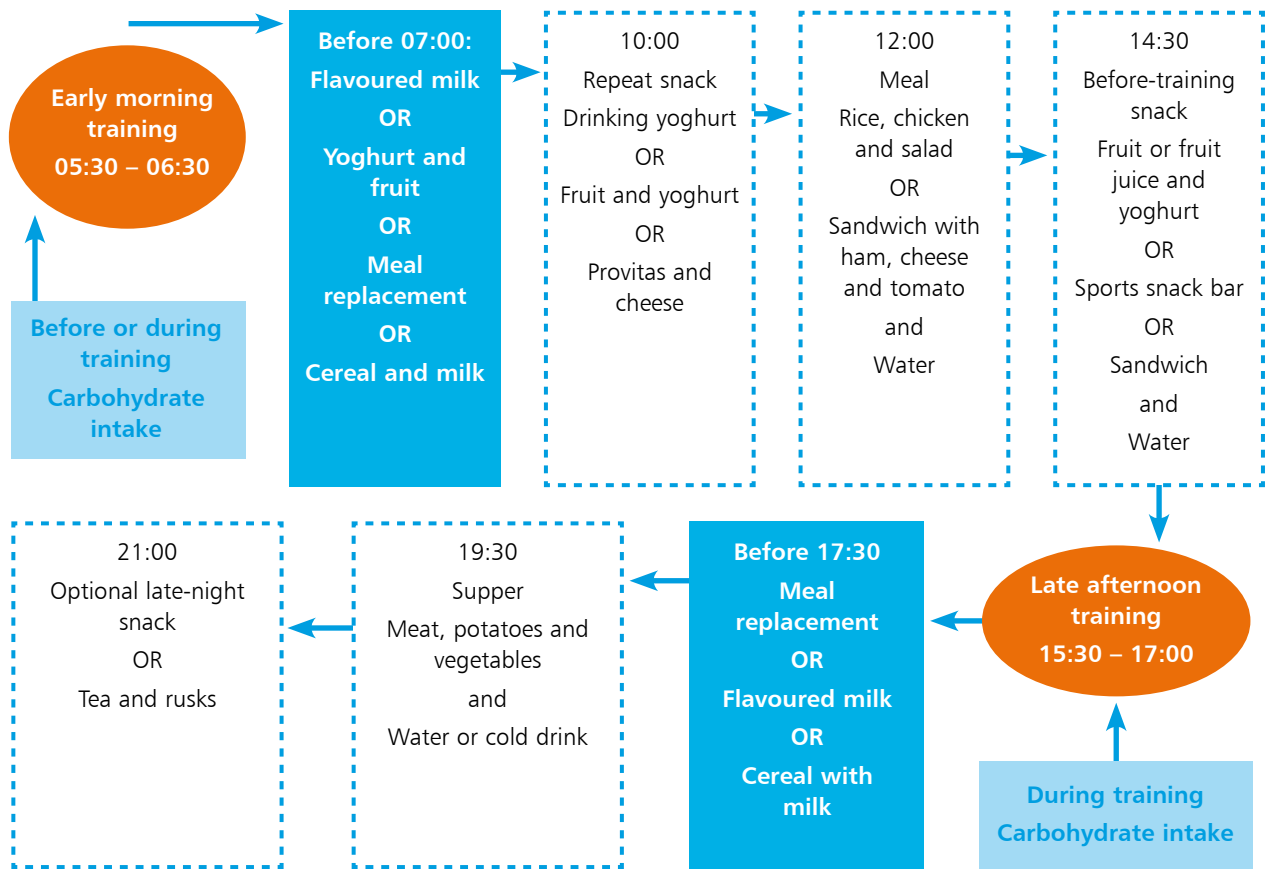 Early morning
training
05:30 – 06:30
Before or during
training
Carbohydrate
intake
Before 07:00:
Flavoured milk
OR
Yoghurt and
fruit
OR
Meal
replacement
OR
Cereal and milk
10:00
Repeat snack
Drinking yoghurt
OR
Fruit and yoghurt
OR
Provitas and
cheese
12:00
Meal
Rice, chicken
and salad
OR
Sandwich with
ham, cheese
and tomato
and
Water
14:30
Before-training
snack
Fruit or fruit
juice and
yoghurt
OR
Sports snack bar
OR
Sandwich
and
Water
Late afternoon
training
15:30 – 17:00
During training
Carbohydrate intake
Before 17:30
Meal
replacement
OR
Flavoured milk
OR
Cereal with
milk
19:30
Supper
Meat, potatoes and
vegetables
and
Water or cold drink
21:00
Optional late-night
snack
OR
Tea and rusks